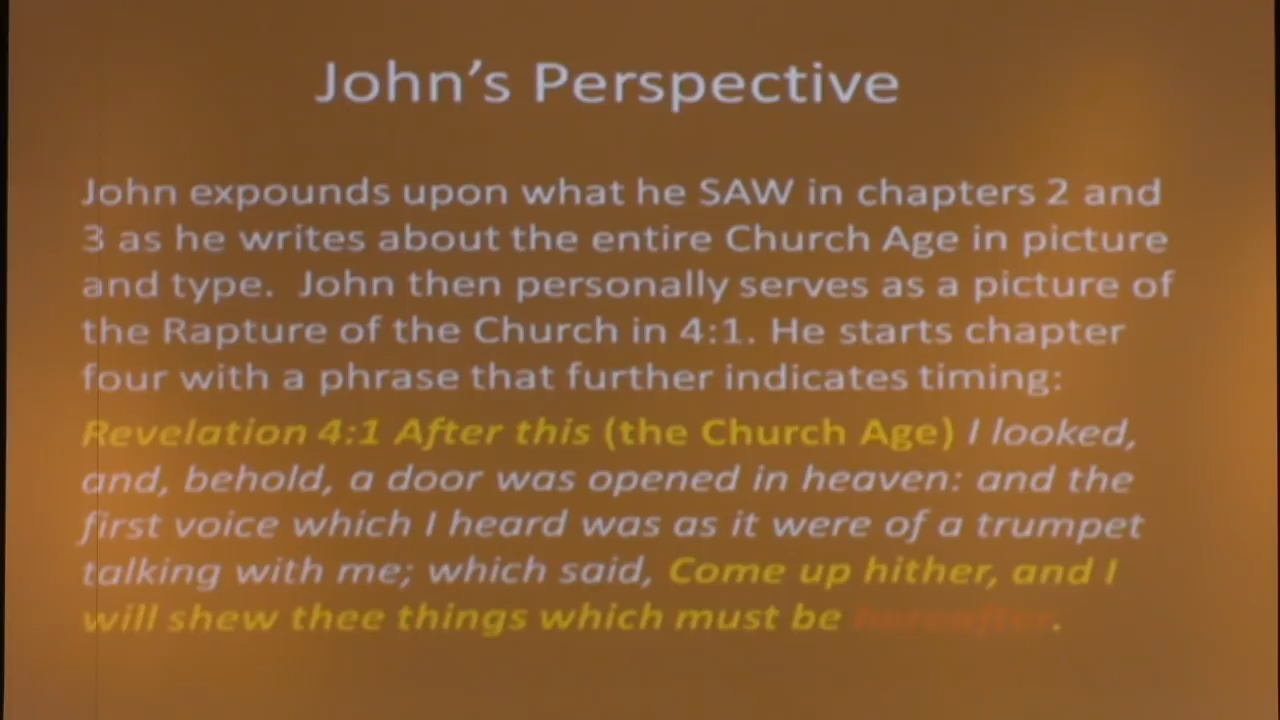 John's Perspective
John expounds upon what he SAW in chapters 2 and
3 as he writes about the entire Church Age in picture
and type.  John then personally serves as a picture of
the Rapture of the Church in 4:1. He starts chapter
four with a phrase that further indicates timing:
Revelation 4:1 After this (the Church Age) I looked,
and, behold, a door was opened in heaven: and the
first voice which I heard was as it were of a trumpet
talking with me; which said, Come up hither, and I
will shew thee things which must be hereafter.